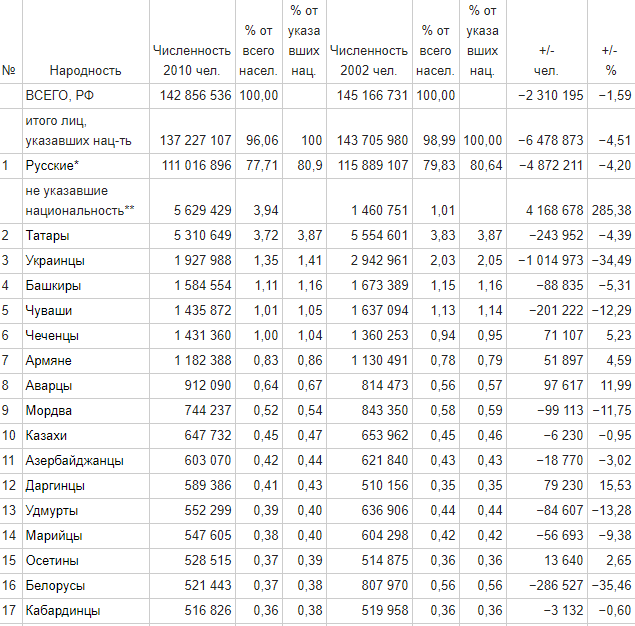 № Народность Численность 2010 чел. % от всего насел. % от указа вших нац. Численность 2002 чел. % от всего насел. % от указа вших нац. +/- чел. +/- %
ВСЕГО, РФ 142 856 536 100,00 145 166 731 100,00 −2 310 195 −1,59
итого лиц,
указавших нац-ть 137 227 107 96,06 100 143 705 980 98,99 100,00 −6 478 873 −4,51
1 Русские* 111 016 896 77,71 80,9 115 889 107 79,83 80,64 −4 872 211 −4,20
не указавшие
национальность** 5 629 429 3,94 1 460 751 1,01 4 168 678 285,38
2 Татары 5 310 649 3,72 3,87 5 554 601 3,83 3,87 −243 952 −4,39
3 Украинцы 1 927 988 1,35 1,41 2 942 961 2,03 2,05 −1 014 973 −34,49
4 Башкиры 1 584 554 1,11 1,16 1 673 389 1,15 1,16 −88 835 −5,31
5 Чуваши 1 435 872 1,01 1,05 1 637 094 1,13 1,14 −201 222 −12,29
6 Чеченцы 1 431 360 1,00 1,04 1 360 253 0,94 0,95 71 107 5,23
7 Армяне 1 182 388 0,83 0,86 1 130 491 0,78 0,79 51 897 4,59
8 Аварцы 912 090 0,64 0,67 814 473 0,56 0,57 97 617 11,99
9 Мордва 744 237 0,52 0,54 843 350 0,58 0,59 −99 113 −11,75
10 Казахи 647 732 0,45 0,47 653 962 0,45 0,46 −6 230 −0,95
11 Азербайджанцы 603 070 0,42 0,44 621 840 0,43 0,43 −18 770 −3,02
12 Даргинцы 589 386 0,41 0,43 510 156 0,35 0,35 79 230 15,53
13 Удмурты 552 299 0,39 0,40 636 906 0,44 0,44 −84 607 −13,28
14 Марийцы 547 605 0,38 0,40 604 298 0,42 0,42 −56 693 −9,38
15 Осетины 528 515 0,37 0,39 514 875 0,36 0,36 13 640 2,65
16 Белорусы 521 443 0,37 0,38 807 970 0,56 0,56 −286 527 −35,46
17 Кабардинцы 516 826 0,36 0,38 519 958 0,36 0,36 −3 132 −0,60